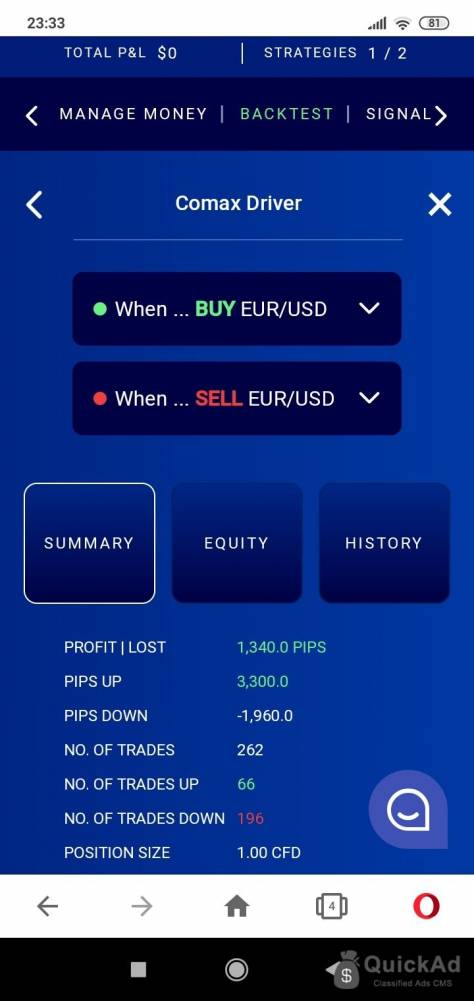 23:33
81
TOTAL P&L $0 | STRATEGIES 1 / 2
MANAGE MONEY | BACKTEST | SIGNAL
Comax Driver
When ... BUY EUR/USD
When ... SELL EUR/USD
SUMMARY EQUITY HISTORY
PROFIT | LOST 1,340.0 PIPS
PIPS UP 3,300.0
PIPS DOWN -1,960.0
NO. OF TRADES 262
NO. OF TRADES UP 66
NO. OF TRADES DOWN 196
POSITION SIZE 1.00 CFD
4
$ QuickAd
Classified Ads CMS